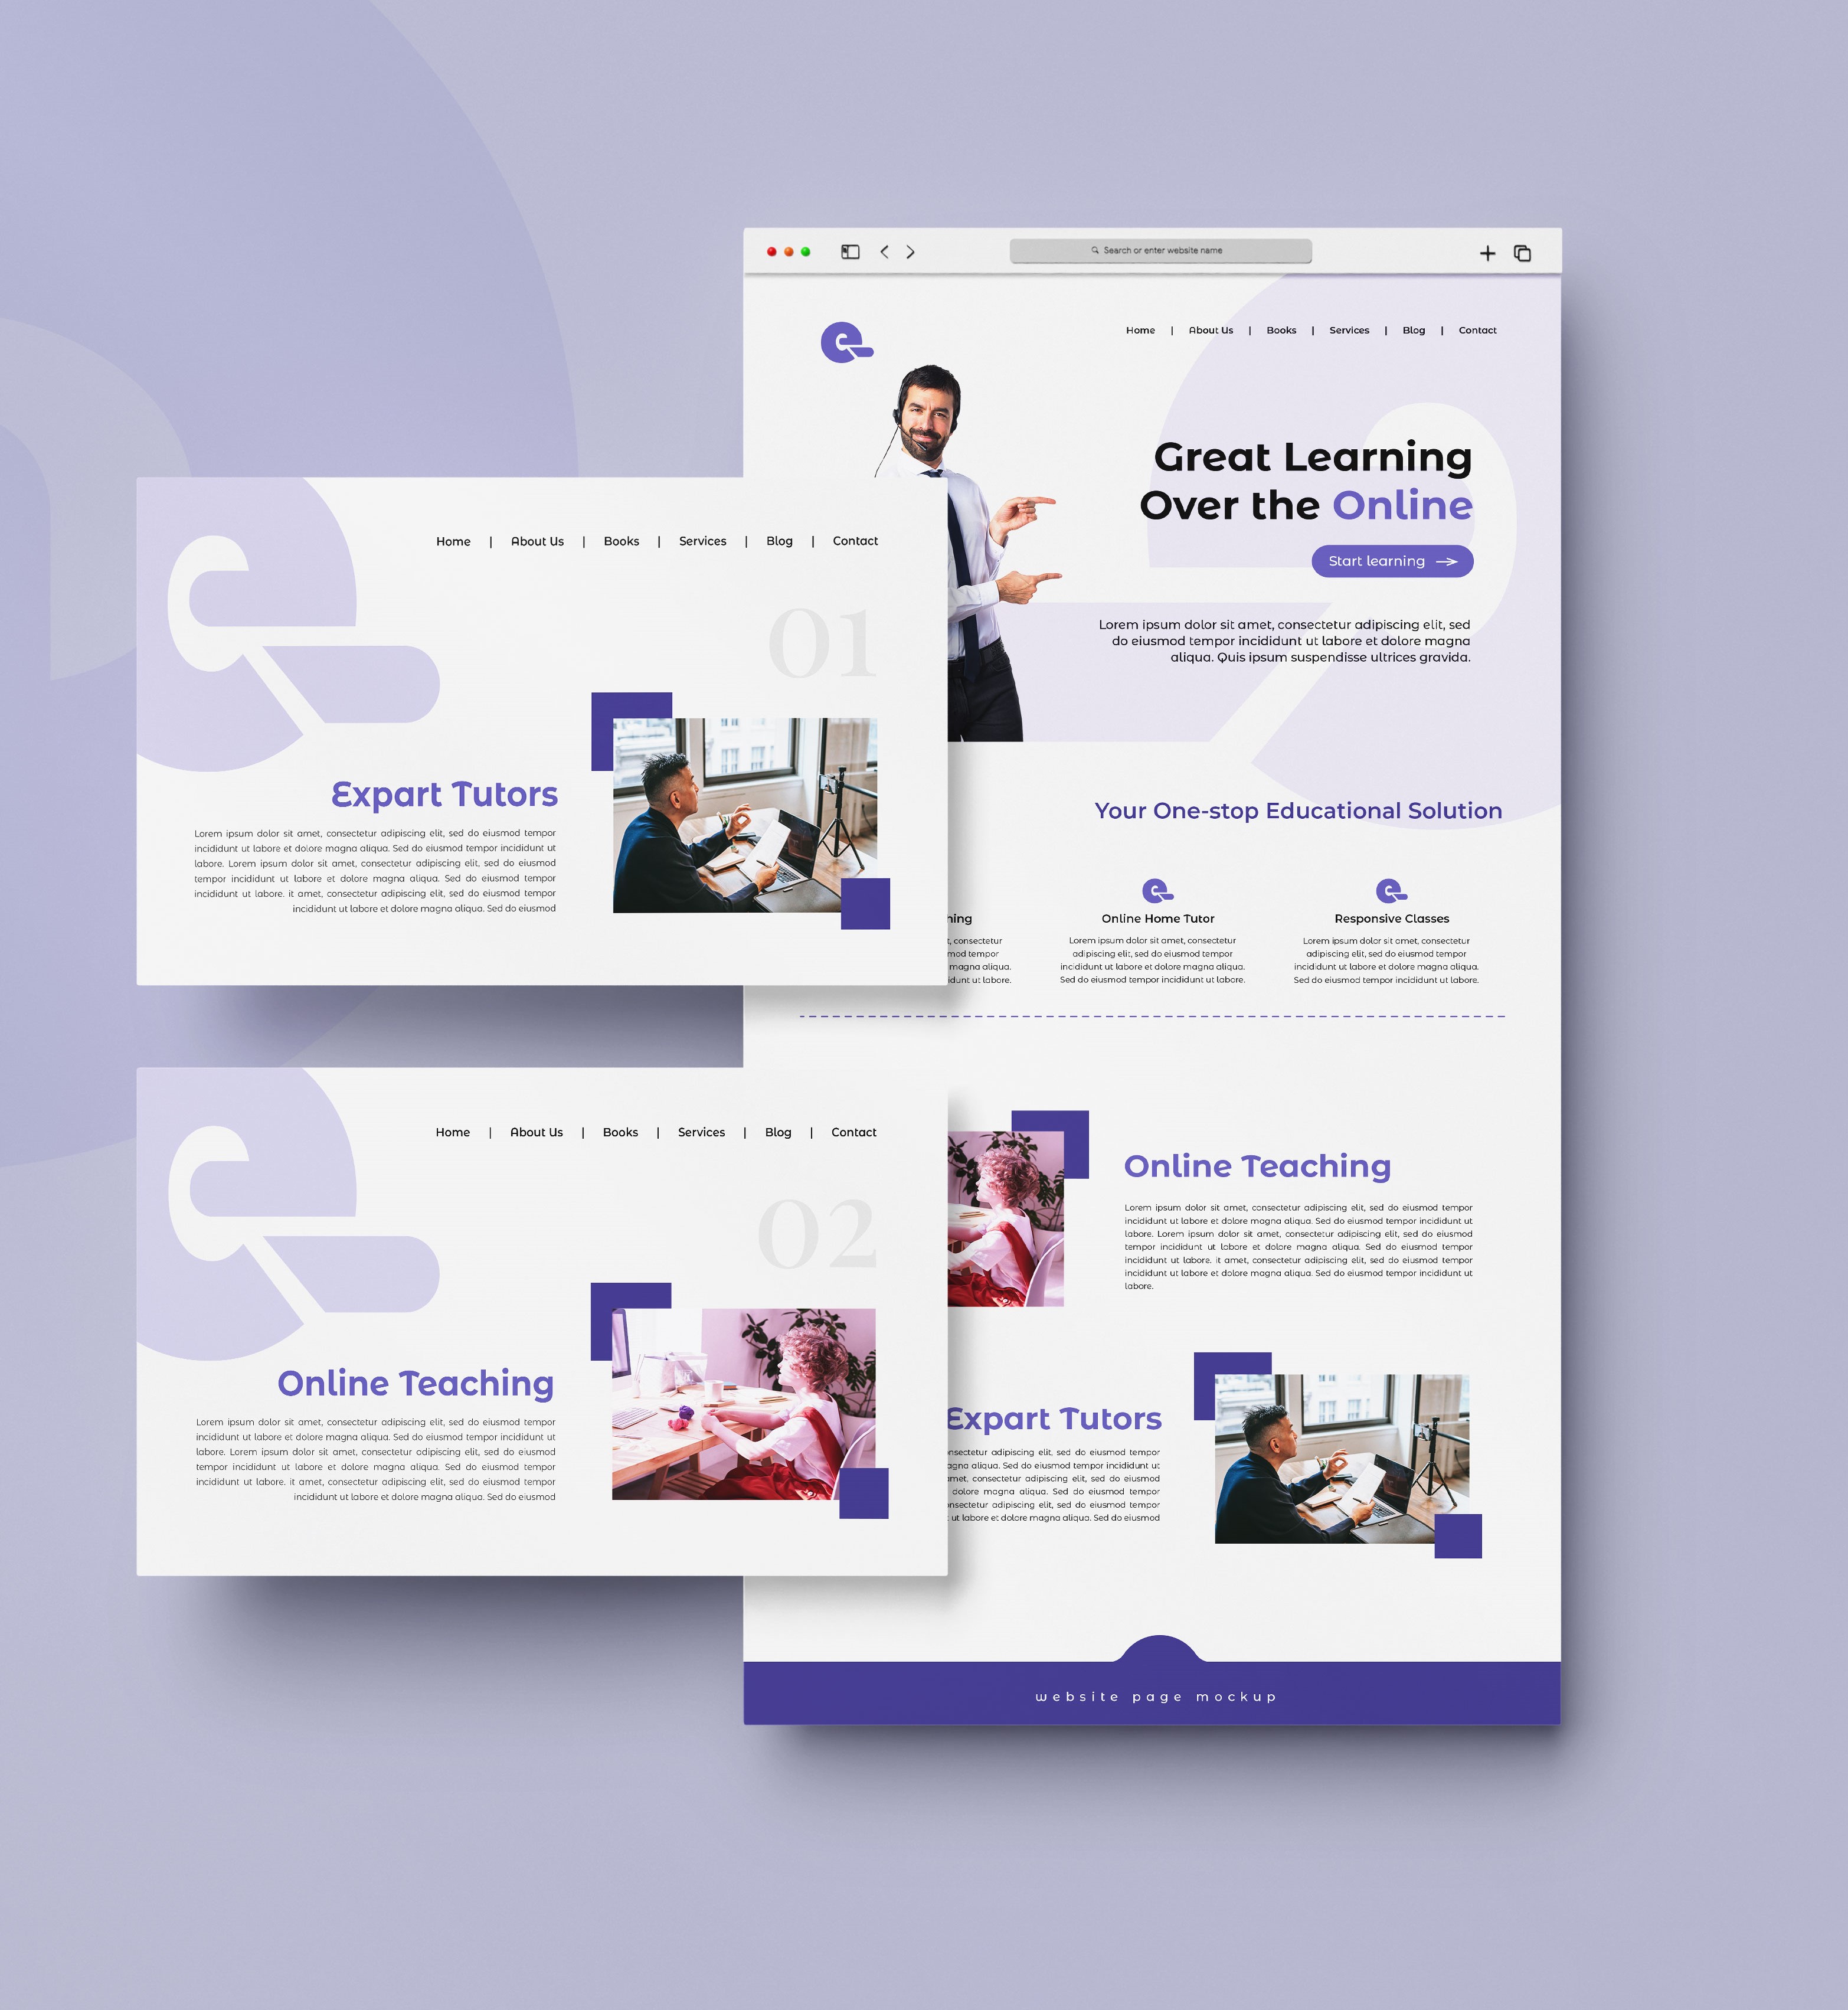 Search or enter website name
Home | About Us | Books | Services | Blog | Contact
Great Learning
Over the Online
Start learning
Lorem ipsum dolor sit amet, consectetur adipiscing elit, sed
do eiusmod tempor incididunt ut labore et dolore magna
aliqua. Quis ipsum suspendisse ultrices gravida.
Your One-stop Educational Solution
Online Home Tutor
Lorem ipsum dolor sit amet, consectetur
adipiscing elit, sed do eiusmod tempor
incididunt ut labore et dolore magna aliqua.
Sed do eiusmod tempor incididunt ut labore.
Responsive Classes
Lorem ipsum dolor sit amet, consectetur
adipiscing elit, sed do eiusmod tempor
incididunt ut labore et dolore magna aliqua.
Sed do eiusmod tempor incididunt ut labore.
consectetur
tempor
magna aliqua.
ut labore.
Online Teaching
Lorem ipsum dolor sit amet, consectetur adipiscing elit, sed do eiusmod tempor
incididunt ut labore et dolore magna aliqua. Sed do eiusmod tempor incididunt ut
labore. Lorem ipsum dolor sit amet, consectetur adipiscing elit, sed do eiusmod
tempor incididunt ut labore et dolore magna aliqua. Sed do eiusmod tempor
incididunt ut labore. it amet, consectetur adipiscing elit, sed do eiusmod tempor
incididunt ut labore et dolore magna aliqua. Sed do eiusmod tempor incididunt ut
labore.
Expart Tutors
adipiscing elit, sed do eiusmod tempor
aliqua. Sed do eiusmod tempor incididunt ut
consectetur adipiscing elit, sed do eiusmod
dolore magna aliqua. Sed do eiusmod tempor
adipiscing elit, sed do eiusmod tempor
ut labore et dolore magna aliqua. Sed do eiusmod
website page mockup
Home | About Us | Books | Services | Blog | Contact
01
Expart Tutors
Lorem ipsum dolor sit amet, consectetur adipiscing elit, sed do eiusmod tempor
incididunt ut labore et dolore magna aliqua. Sed do eiusmod tempor incididunt ut
labore. Lorem ipsum dolor sit amet, consectetur adipiscing elit, sed do eiusmod
tempor incididunt ut labore et dolore magna aliqua. Sed do eiusmod tempor
incididunt ut labore. it amet, consectetur adipiscing elit, sed do eiusmod tempor
incididunt ut labore et dolore magna aliqua. Sed do eiusmod
Home | About Us | Books | Services | Blog | Contact
02
Online Teaching
Lorem ipsum dolor sit amet, consectetur adipiscing elit, sed do eiusmod tempor
incididunt ut labore et dolore magna aliqua. Sed do eiusmod tempor incididunt ut
labore. Lorem ipsum dolor sit amet, consectetur adipiscing elit, sed do eiusmod
tempor incididunt ut labore et dolore magna aliqua. Sed do eiusmod tempor
incididunt ut labore. it amet, consectetur adipiscing elit, sed do eiusmod tempor
incididunt ut labore et dolore magna aliqua. Sed do eiusmod